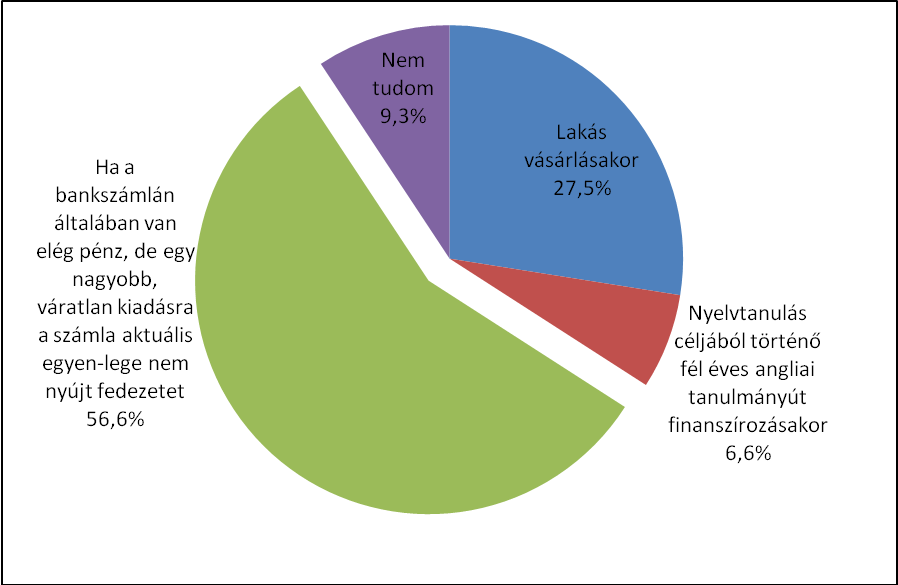 Nem
tudom
9,3%
Lakás
vásárlásakor
27,5%
Ha a
bankszámlán
általában van
elég pénz, de egy
nagyobb,
váratlan kiadásra
a számla aktuális
egyen-lege nem
nyújt fedezetet
56,6%
Nyelvtanulás
céljából történő
fél éves angliai
tanulmányút
finanszírozásakor
6,6%